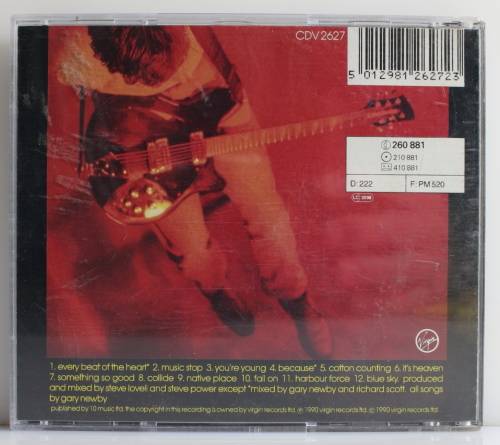 CDV2627
5 012981 262723
260 881
210 881
410 881
D: 222 F: PM 520
LC
Virgin
1. every beat of the heart* 2. music stop 3. you're young 4. because* 5. cotton counting 6. it's heaven
7. something so good 8. collide 9. native place 10. fall on 11. harbour force 12. blue sky. produced
and mixed by steve lovell and steve power except *mixed by gary newby and richard scott. all songs
by gary newby
published by 10 music ltd. the copyright in this recording is owned by virgin records ltd. ℗ 1990 virgin records ltd. © 1990 virgin records ltd.